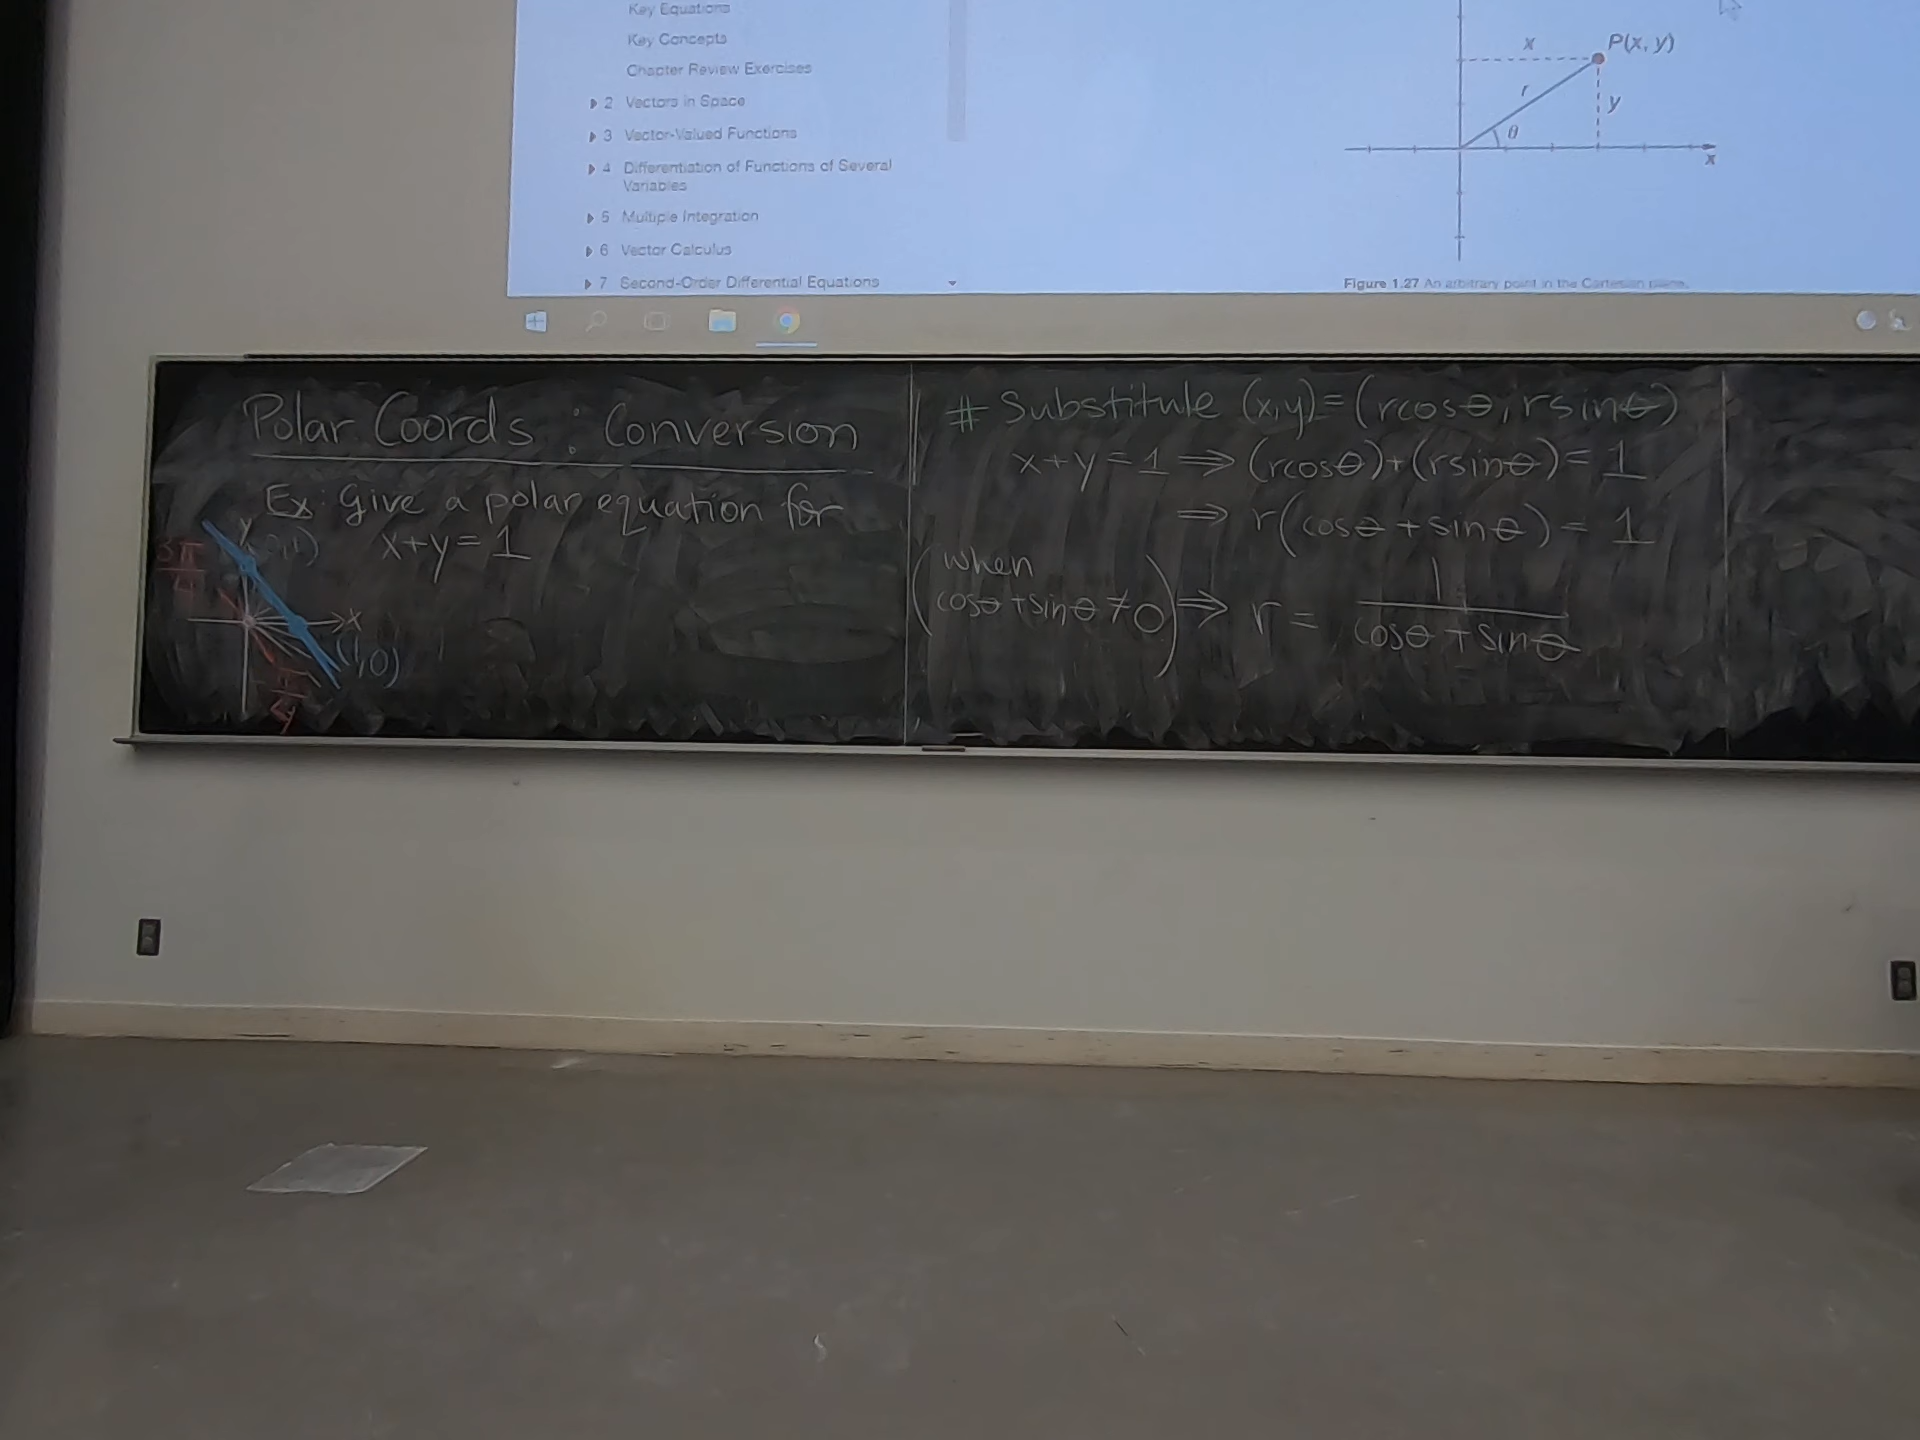 Key Equations
Key Concepts
Chapter Review Exercises
2 Vectors in Space
3 Vector-Valued Functions
4 Differentiation of Functions of Several
Variables
5 Multiple Integration
6 Vector Calculus
7 Second-Order Differential Equations
x
P(x, y)
r
y
θ
x
Figure 1.27 An arbitrary point in the Cartesian plane.
Polar Coords : Conversion
Ex: Give a polar equation for
x+y=1
y
3π/4
x
(1,0)
# Substitute (x,y)=(rcosθ, rsinθ)
x+y=1 ⇒ (rcosθ)+(rsinθ)=1
⇒ r(cosθ+sinθ)=1
(when
cosθ+sinθ≠0) ⇒ r = 1/(cosθ+sinθ)